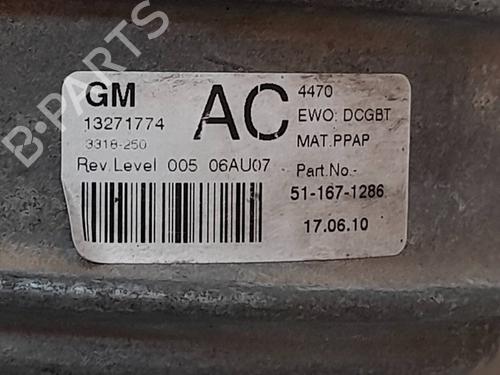 GM
13271774
3318-250
Rev Level 005 06AU07
AC
4470
EWO: DCGBT
MAT. PPAP
Part No.-
51-167-1286
17.06.10
B-PARTS